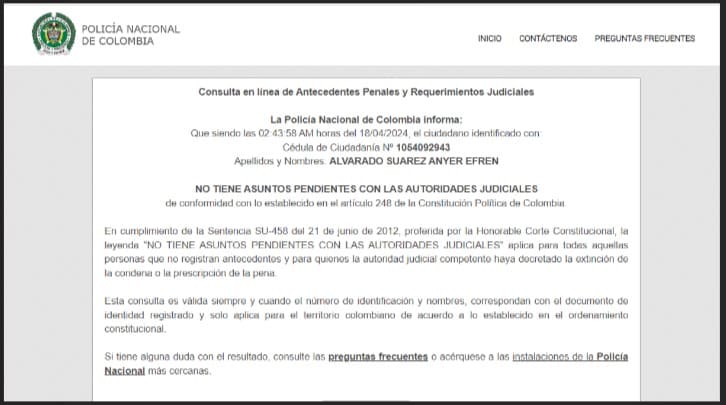 POLICÍA NACIONAL
DE COLOMBIA
INICIO CONTÁCTENOS PREGUNTAS FRECUENTES
Consulta en línea de Antecedentes Penales y Requerimientos Judiciales
La Policía Nacional de Colombia informa:
Que siendo las 02:43:58 AM horas del 18/04/2024, el ciudadano identificado con:
Cédula de Ciudadanía Nº 1054092943
Apellidos y Nombres: ALVARADO SUAREZ ANYER EFREN
NO TIENE ASUNTOS PENDIENTES CON LAS AUTORIDADES JUDICIALES
de conformidad con lo establecido en el artículo 248 de la Constitución Política de Colombia.
En cumplimiento de la Sentencia SU-458 del 21 de junio de 2012, proferida por la Honorable Corte Constitucional, la
leyenda "NO TIENE ASUNTOS PENDIENTES CON LAS AUTORIDADES JUDICIALES" aplica para todas aquellas
personas que no registran antecedentes y para quienes la autoridad judicial competente haya decretado la extinción de
la condena o la prescripción de la pena.
Esta consulta es válida siempre y cuando el número de identificación y nombres, correspondan con el documento de
identidad registrado y solo aplica para el territorio colombiano de acuerdo a lo establecido en el ordenamiento
constitucional.
Si tiene alguna duda con el resultado, consulte las preguntas frecuentes o acérquese a las instalaciones de la Policía
Nacional más cercanas.